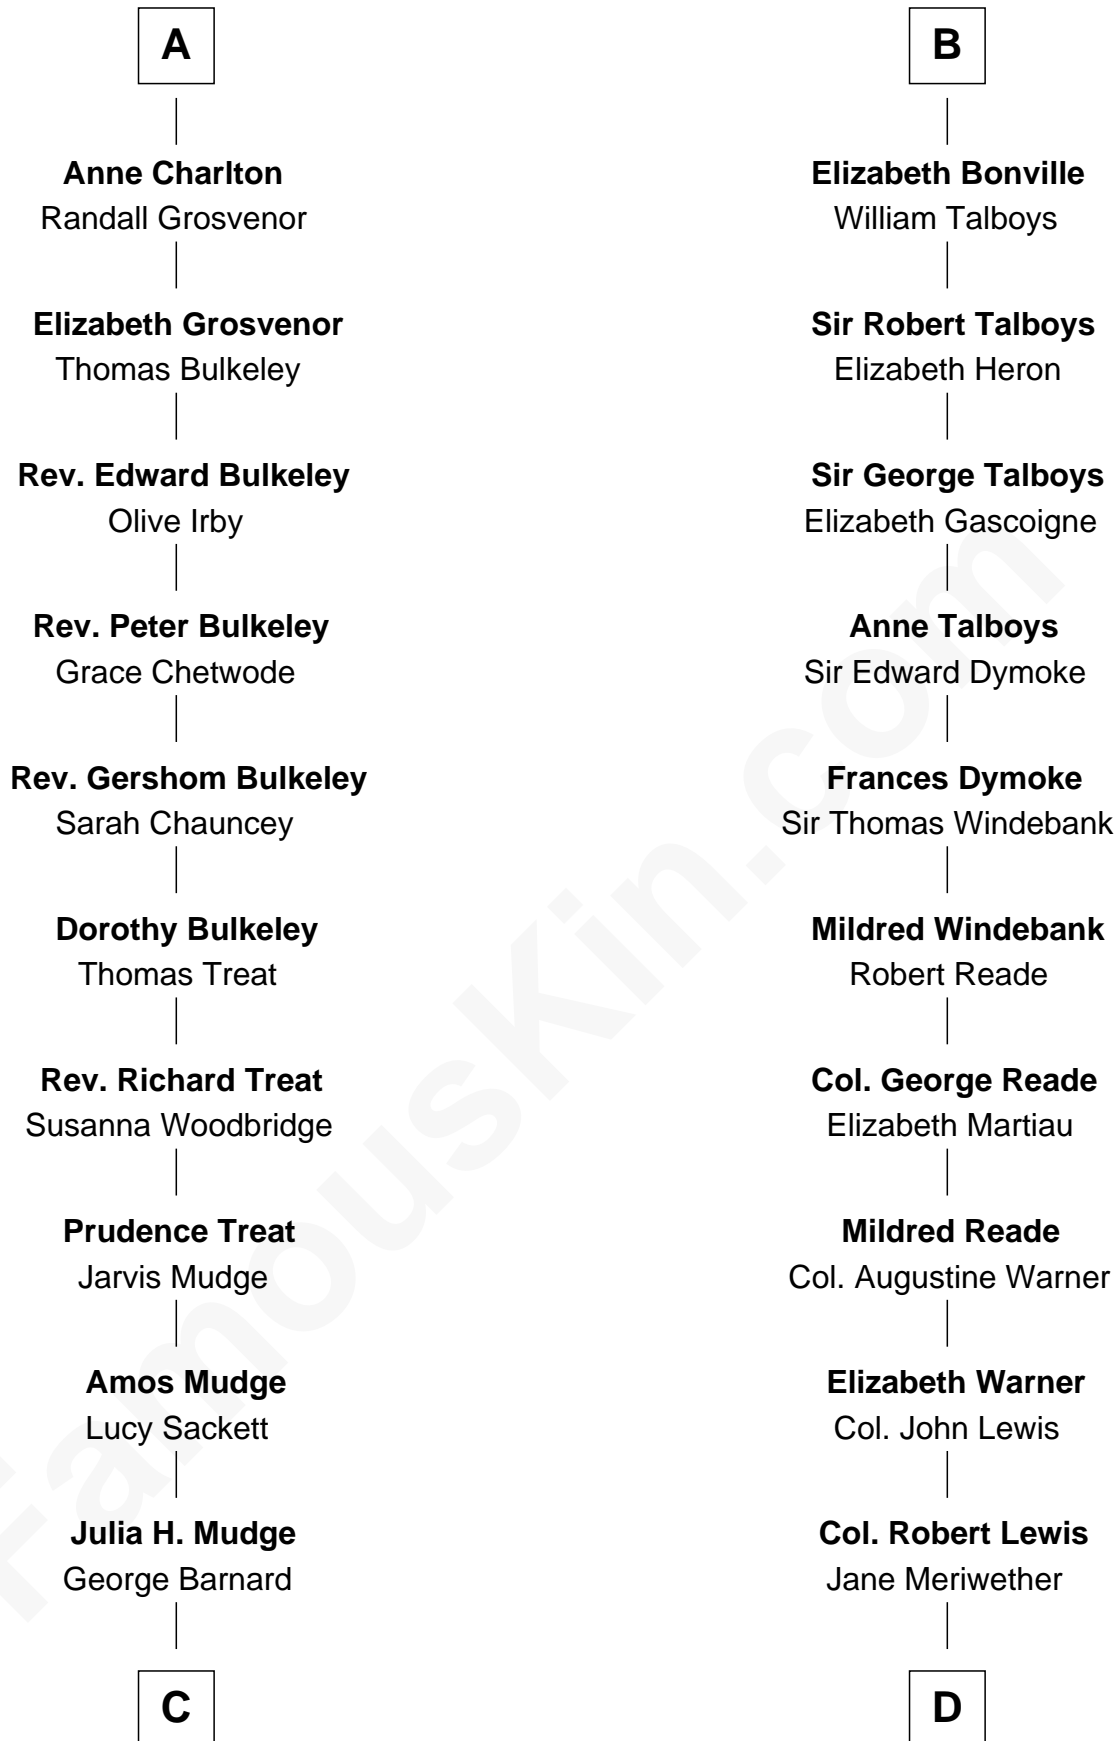 A
Anne Charlton
Randall Grosvenor
Elizabeth Grosvenor
Thomas Bulkeley
Rev. Edward Bulkeley
Olive Irby
Rev. Peter Bulkeley
Grace Chetwode
Rev. Gershom Bulkeley
Sarah Chauncey
Dorothy Bulkeley
Thomas Treat
Rev. Richard Treat
Susanna Woodbridge
Prudence Treat
Jarvis Mudge
Amos Mudge
Lucy Sackett
Julia H. Mudge
George Barnard
C
B
Elizabeth Bonville
William Talboys
Sir Robert Talboys
Elizabeth Heron
Sir George Talboys
Elizabeth Gascoigne
Anne Talboys
Sir Edward Dymoke
Frances Dymoke
Sir Thomas Windebank
Mildred Windebank
Robert Reade
Col. George Reade
Elizabeth Martiau
Mildred Reade
Col. Augustine Warner
Elizabeth Warner
Col. John Lewis
Col. Robert Lewis
Jane Meriwether
D
FamousKin.com